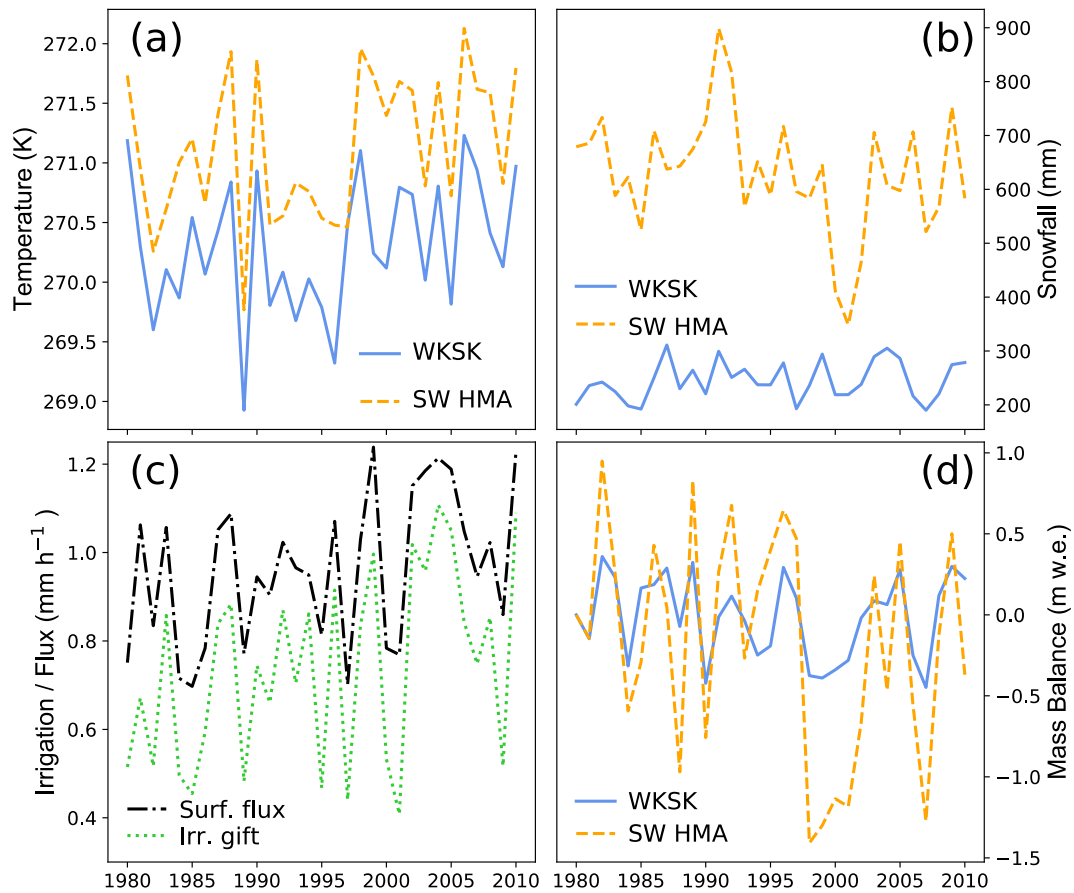 (a)
272.0
271.5
271.0
270.5
270.0
269.5
269.0
Temperature (K)
WKSK
SW HMA
(b)
900
800
700
600
500
400
300
200
Snowfall (mm)
WKSK
SW HMA
(c)
1.2
1.0
0.8
0.6
0.4
Irrigation / Flux (mm h⁻¹)
Surf. flux
Irr. gift
1980 1985 1990 1995 2000 2005 2010
(d)
1.0
0.5
0.0
−0.5
−1.0
−1.5
Mass Balance (m w.e.)
WKSK
SW HMA
1980 1985 1990 1995 2000 2005 2010